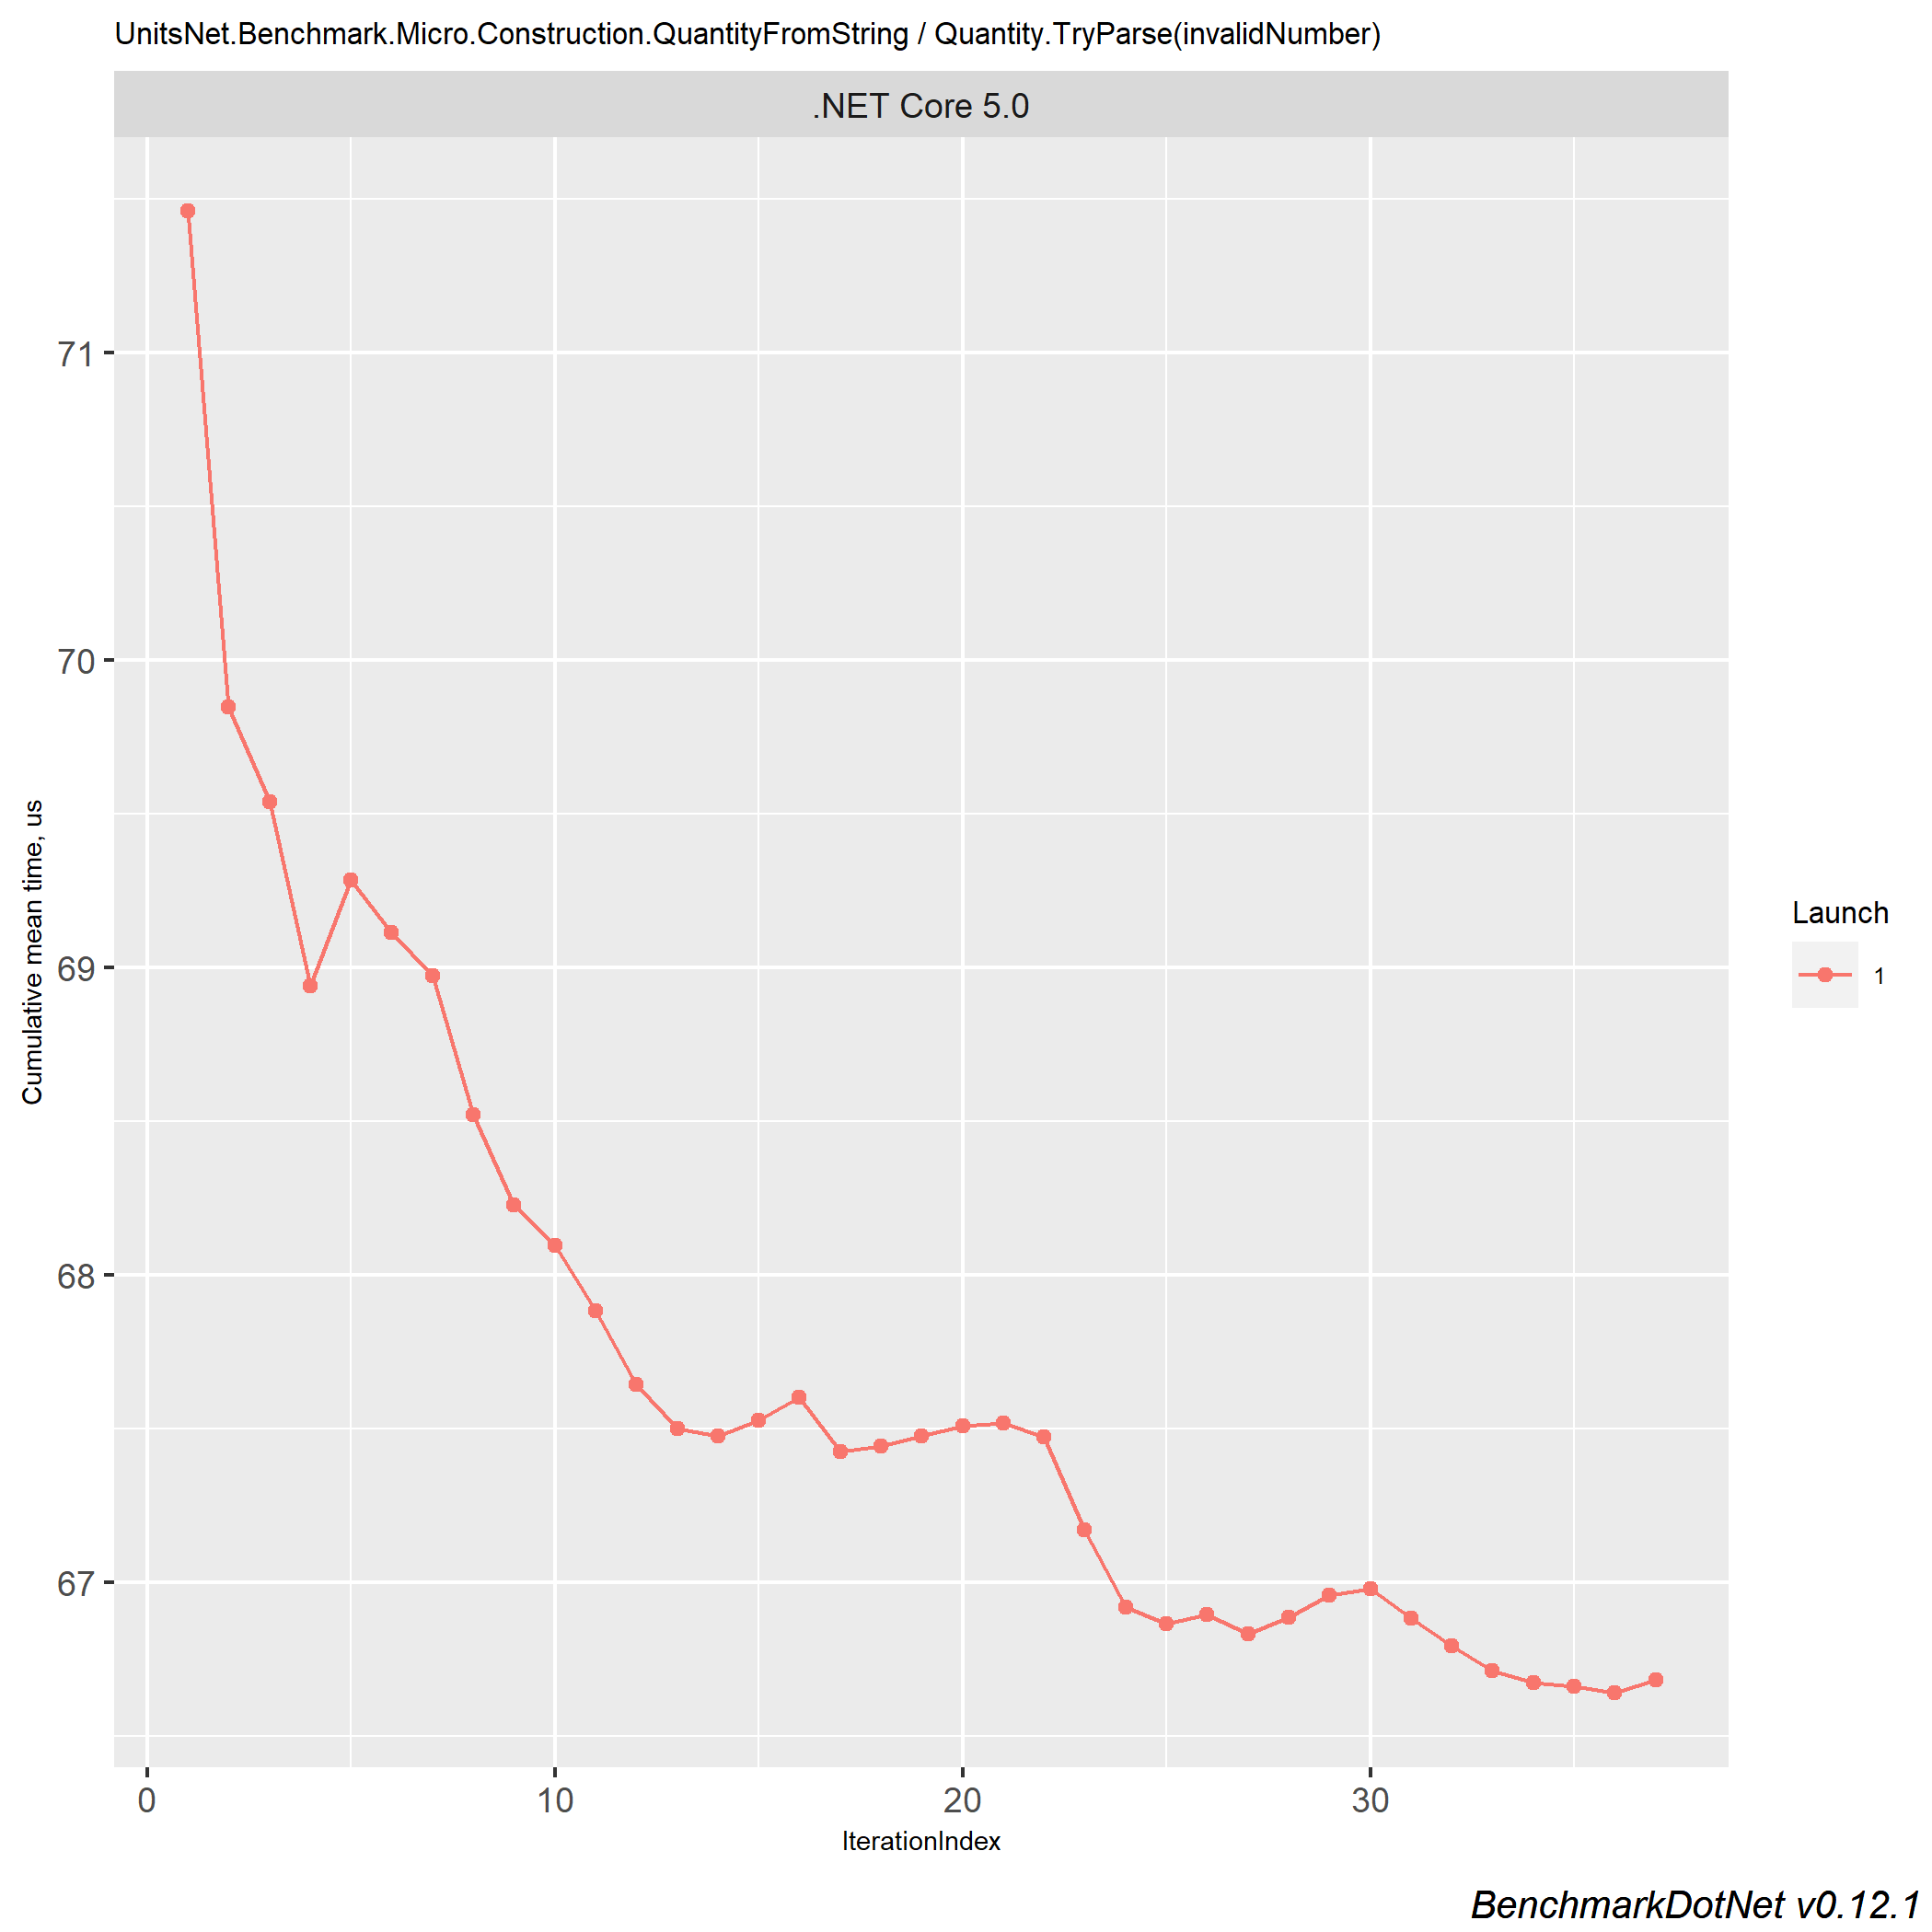 UnitsNet.Benchmark.Micro.Construction.QuantityFromString / Quantity.TryParse(invalidNumber)
.NET Core 5.0
71
70
69
68
67
Cumulative mean time, us
0 10 20 30
IterationIndex
Launch
1
BenchmarkDotNet v0.12.1